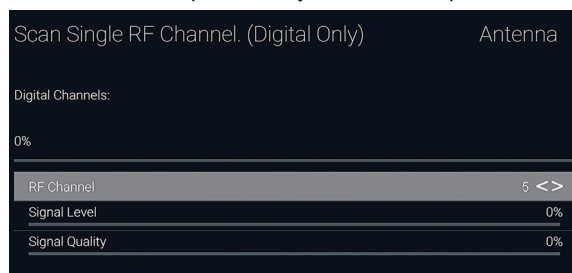 Scan Single RF Channel. (Digital Only) Antenna
Digital Channels:
0%
RF Channel 5 <>
Signal Level 0%
Signal Quality 0%